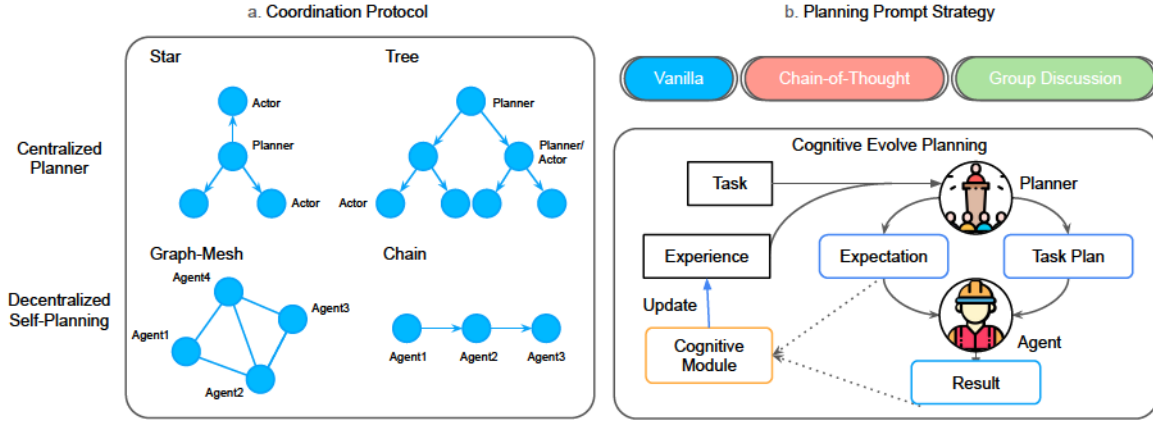 a. Coordination Protocol
b. Planning Prompt Strategy
Star
Tree
Actor
Planner
Actor
Planner
Planner/
Actor
Actor
Centralized
Planner
Graph-Mesh
Agent4
Agent3
Agent1
Agent2
Chain
Agent1
Agent2
Agent3
Decentralized
Self-Planning
Vanilla
Chain-of-Thought
Group Discussion
Cognitive Evolve Planning
Task
Planner
Experience
Expectation
Task Plan
Update
Agent
Cognitive
Module
Result